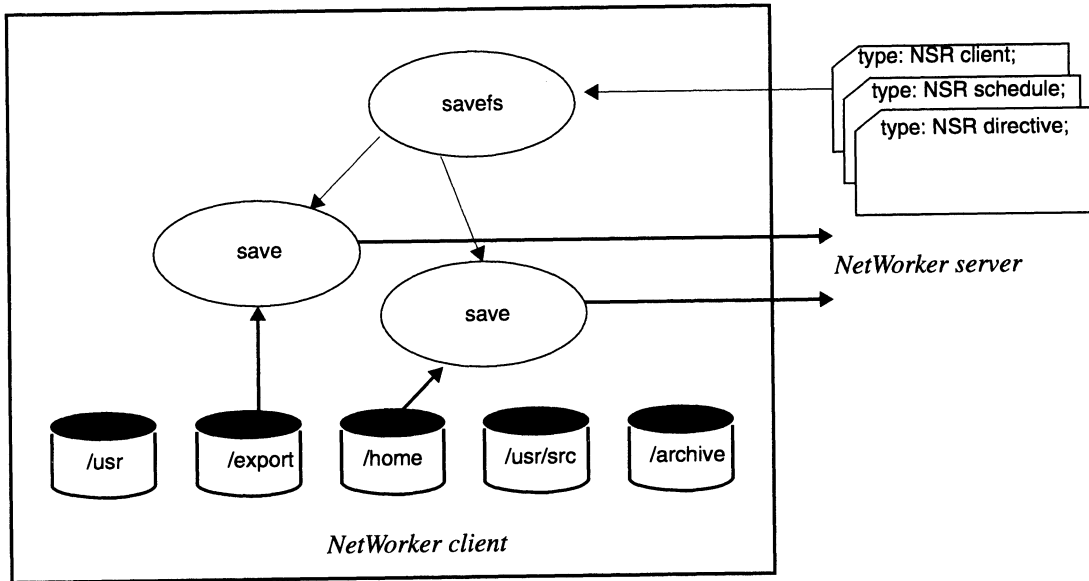 type: NSR client;
savefs
type: NSR schedule;
type: NSR directive;
save
NetWorker server
save
/usr
/export
/home
/usr/src
/archive
NetWorker client